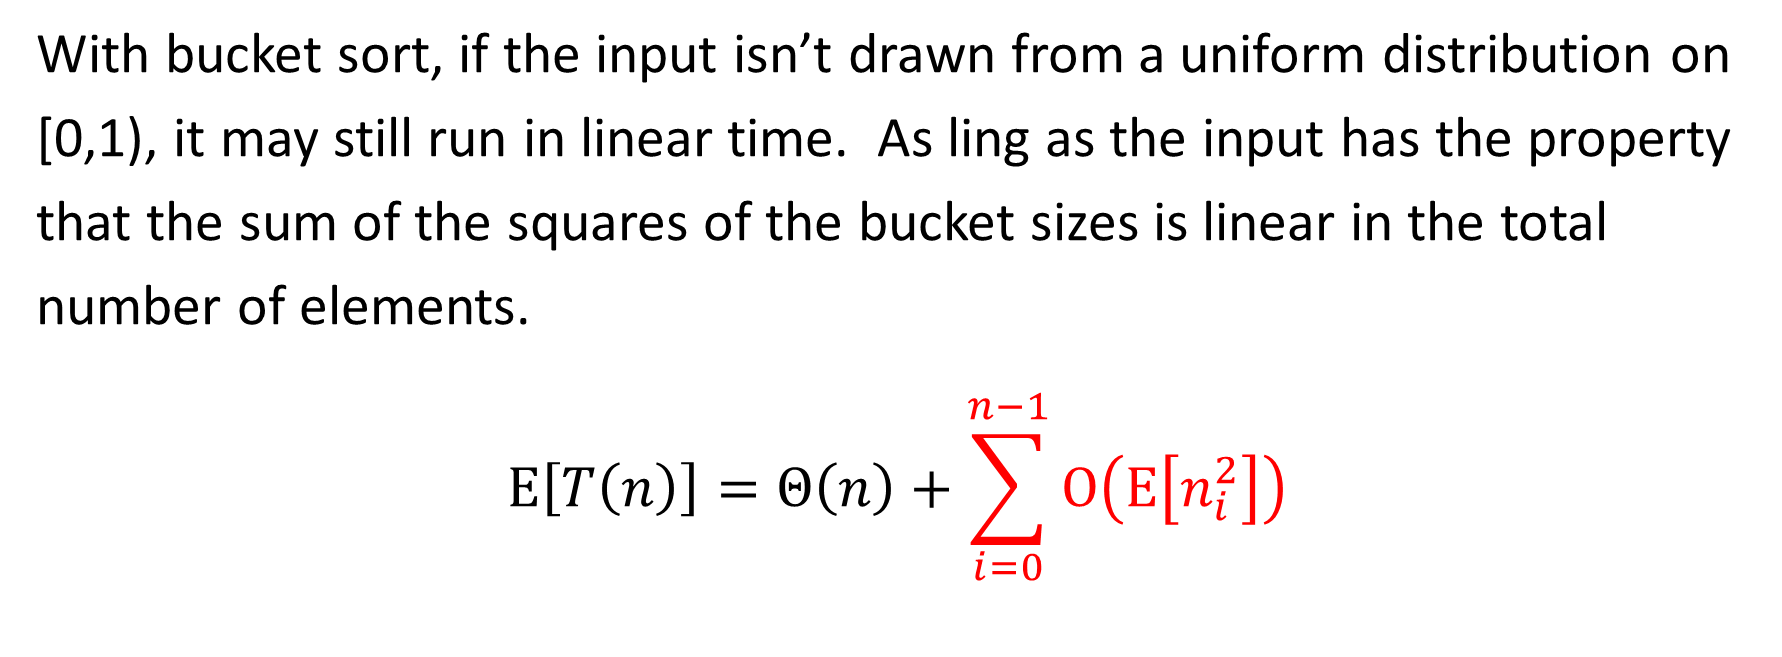 With bucket sort, if the input isn’t drawn from a uniform distribution on
[0,1), it may still run in linear time.  As ling as the input has the property
that the sum of the squares of the bucket sizes is linear in the total
number of elements.
E[T(n)] = Θ(n) + ∑_{i=0}^{n−1} O(E[n_i^2])